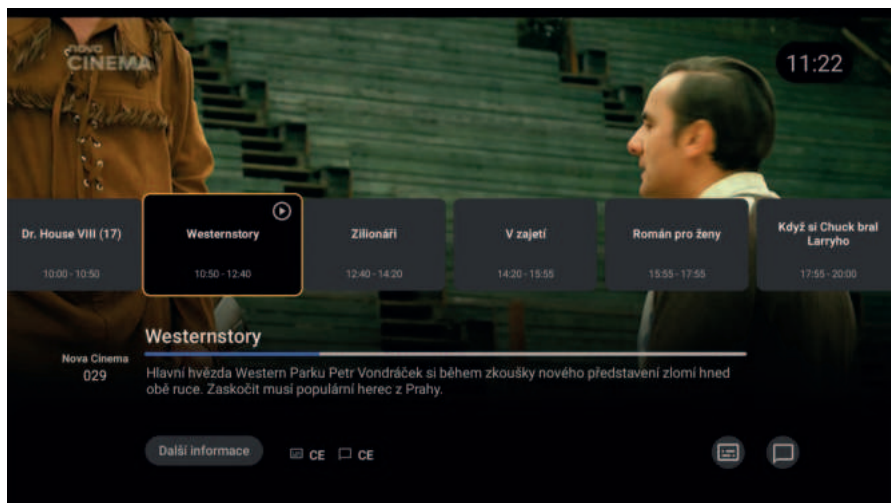 nova
CINEMA
11:22
Dr. House VIII (17)
10:00 - 10:50
Westernstory
10:50 - 12:40
Zilionáři
12:40 - 14:20
V zajetí
14:20 - 15:55
Román pro ženy
15:55 - 17:55
Když si Chuck bral
Larryho
17:55 - 20:00
Westernstory
Nova Cinema
029
Hlavní hvězda Western Parku Petr Vondráček si během zkoušky nového představení zlomí hned
obě ruce. Zaskočit musí populární herec z Prahy.
Další informace
CE
CE